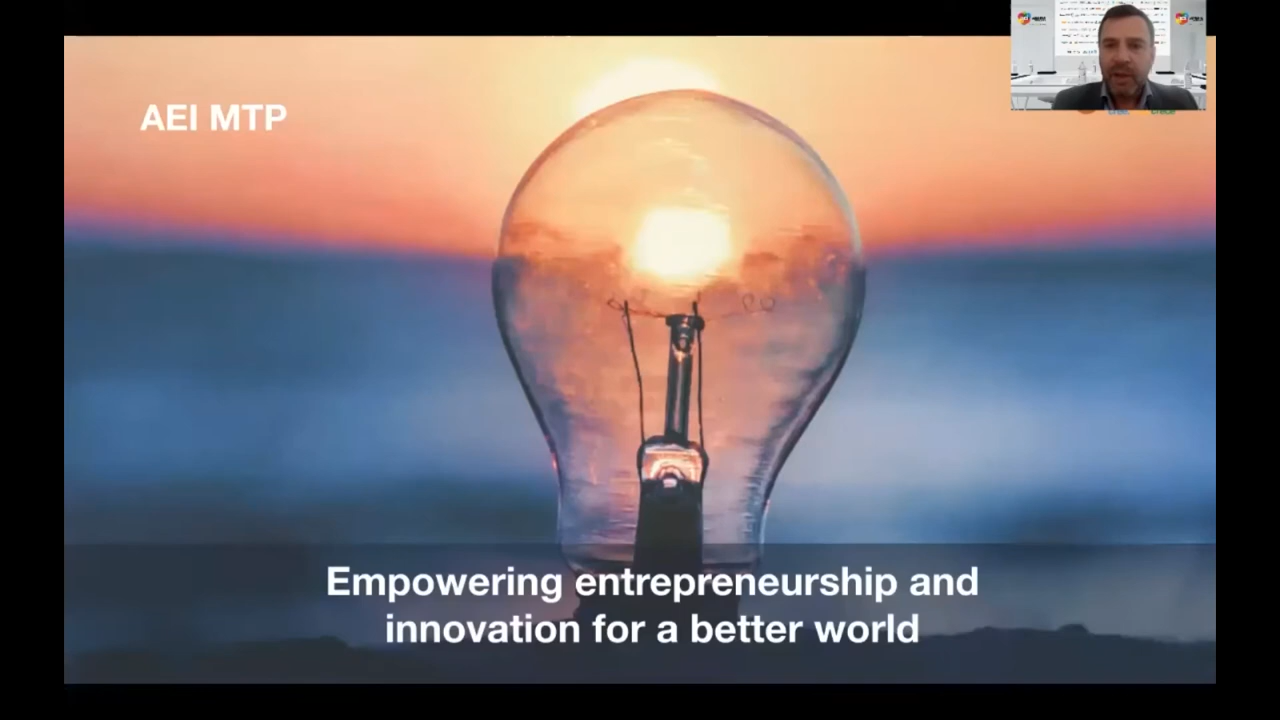 AEI MTP
Empowering entrepreneurship and
innovation for a better world